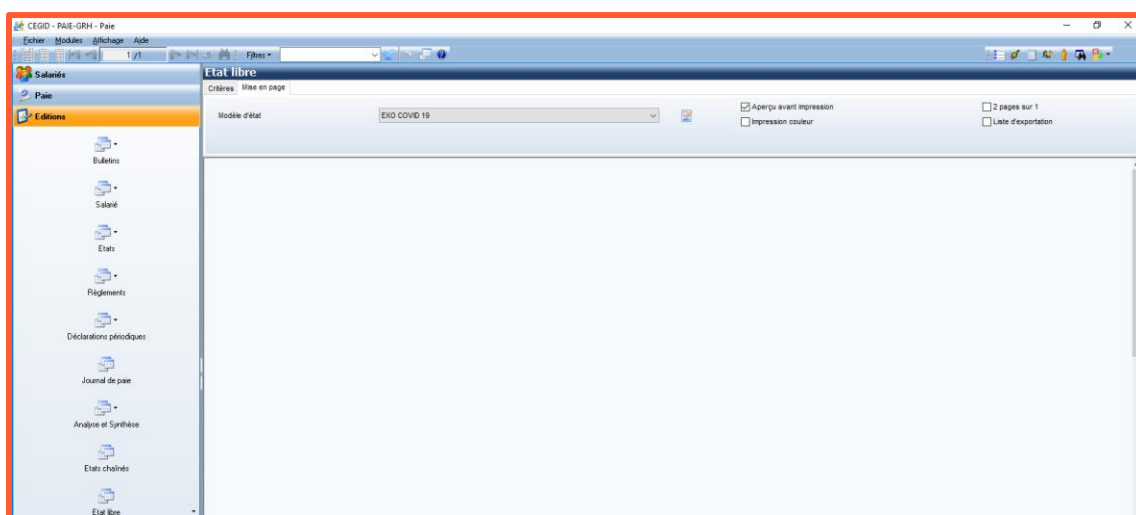 CEGID - PAIE-GRH - Paie
Fichier Modules Affichage Aide
1 /1 Filtres
Salariés
Paie
Editions
Bulletins
Salarié
Etats
Règlements
Déclarations périodiques
Journal de paie
Analyse et Synthèse
Etats chaînés
Etat libre
Etat libre
Critères Mise en page
Modèle d'état EXO COVID 19
Aperçu avant impression
Impression couleur
2 pages sur 1
Liste d'exportation